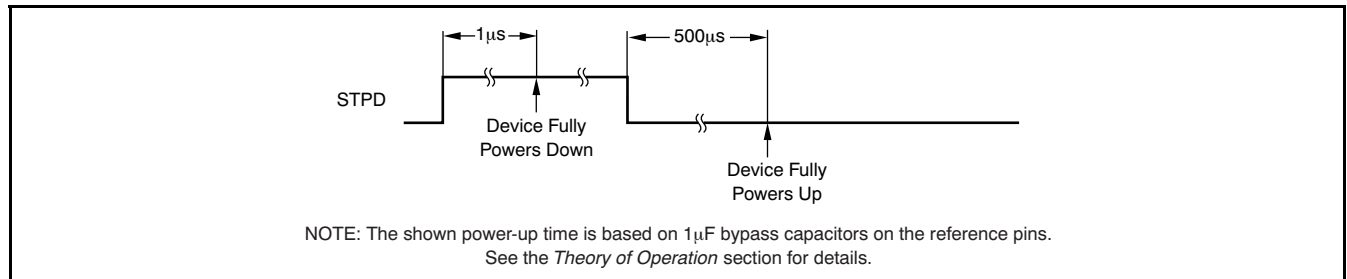 1μs
500μs
STPD
Device Fully
Powers Down
Device Fully
Powers Up
NOTE: The shown power-up time is based on 1μF bypass capacitors on the reference pins.
See the Theory of Operation section for details.